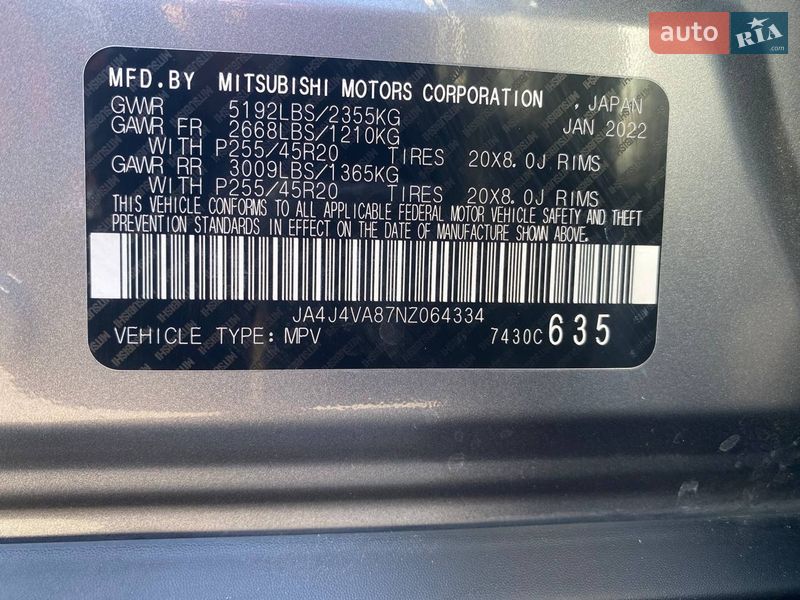 auto RIA
MFD.BY MITSUBISHI MOTORS CORPORATION , JAPAN
GVWR 5192LBS/2355KG JAN 2022
GAWR FR 2668LBS/1210KG
WITH P255/45R20 TIRES 20X8.0J RIMS
GAWR RR 3009LBS/1365KG
WITH P255/45R20 TIRES 20X8.0J RIMS
THIS VEHICLE CONFORMS TO ALL APPLICABLE FEDERAL MOTOR VEHICLE SAFETY AND THEFT
PREVENTION STANDARDS IN EFFECT ON THE DATE OF MANUFACTURE SHOWN ABOVE.
JA4J4VA87NZ064334
VEHICLE TYPE: MPV 7430C 635